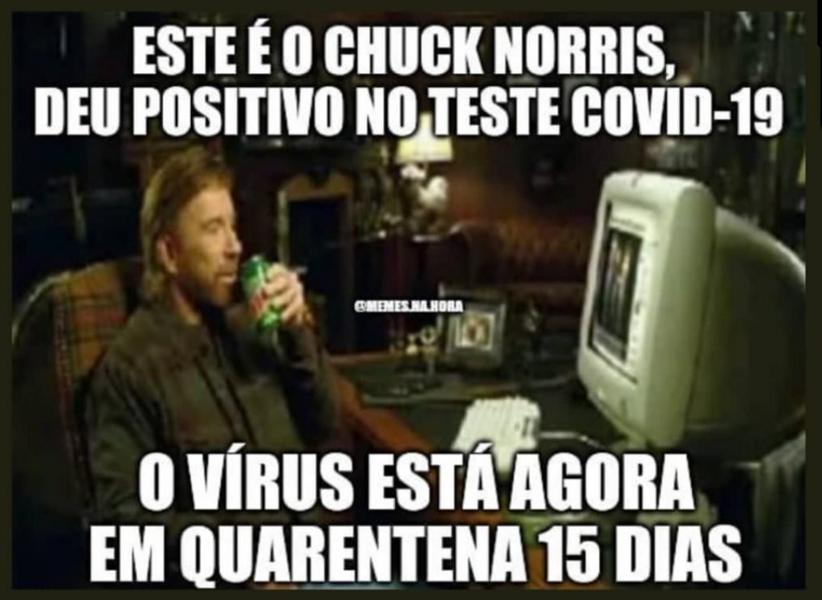 ESTE É O CHUCK NORRIS,
DEU POSITIVO NO TESTE COVID-19
@MEMES.NA.HORA
O VÍRUS ESTÁ AGORA
EM QUARENTENA 15 DIAS